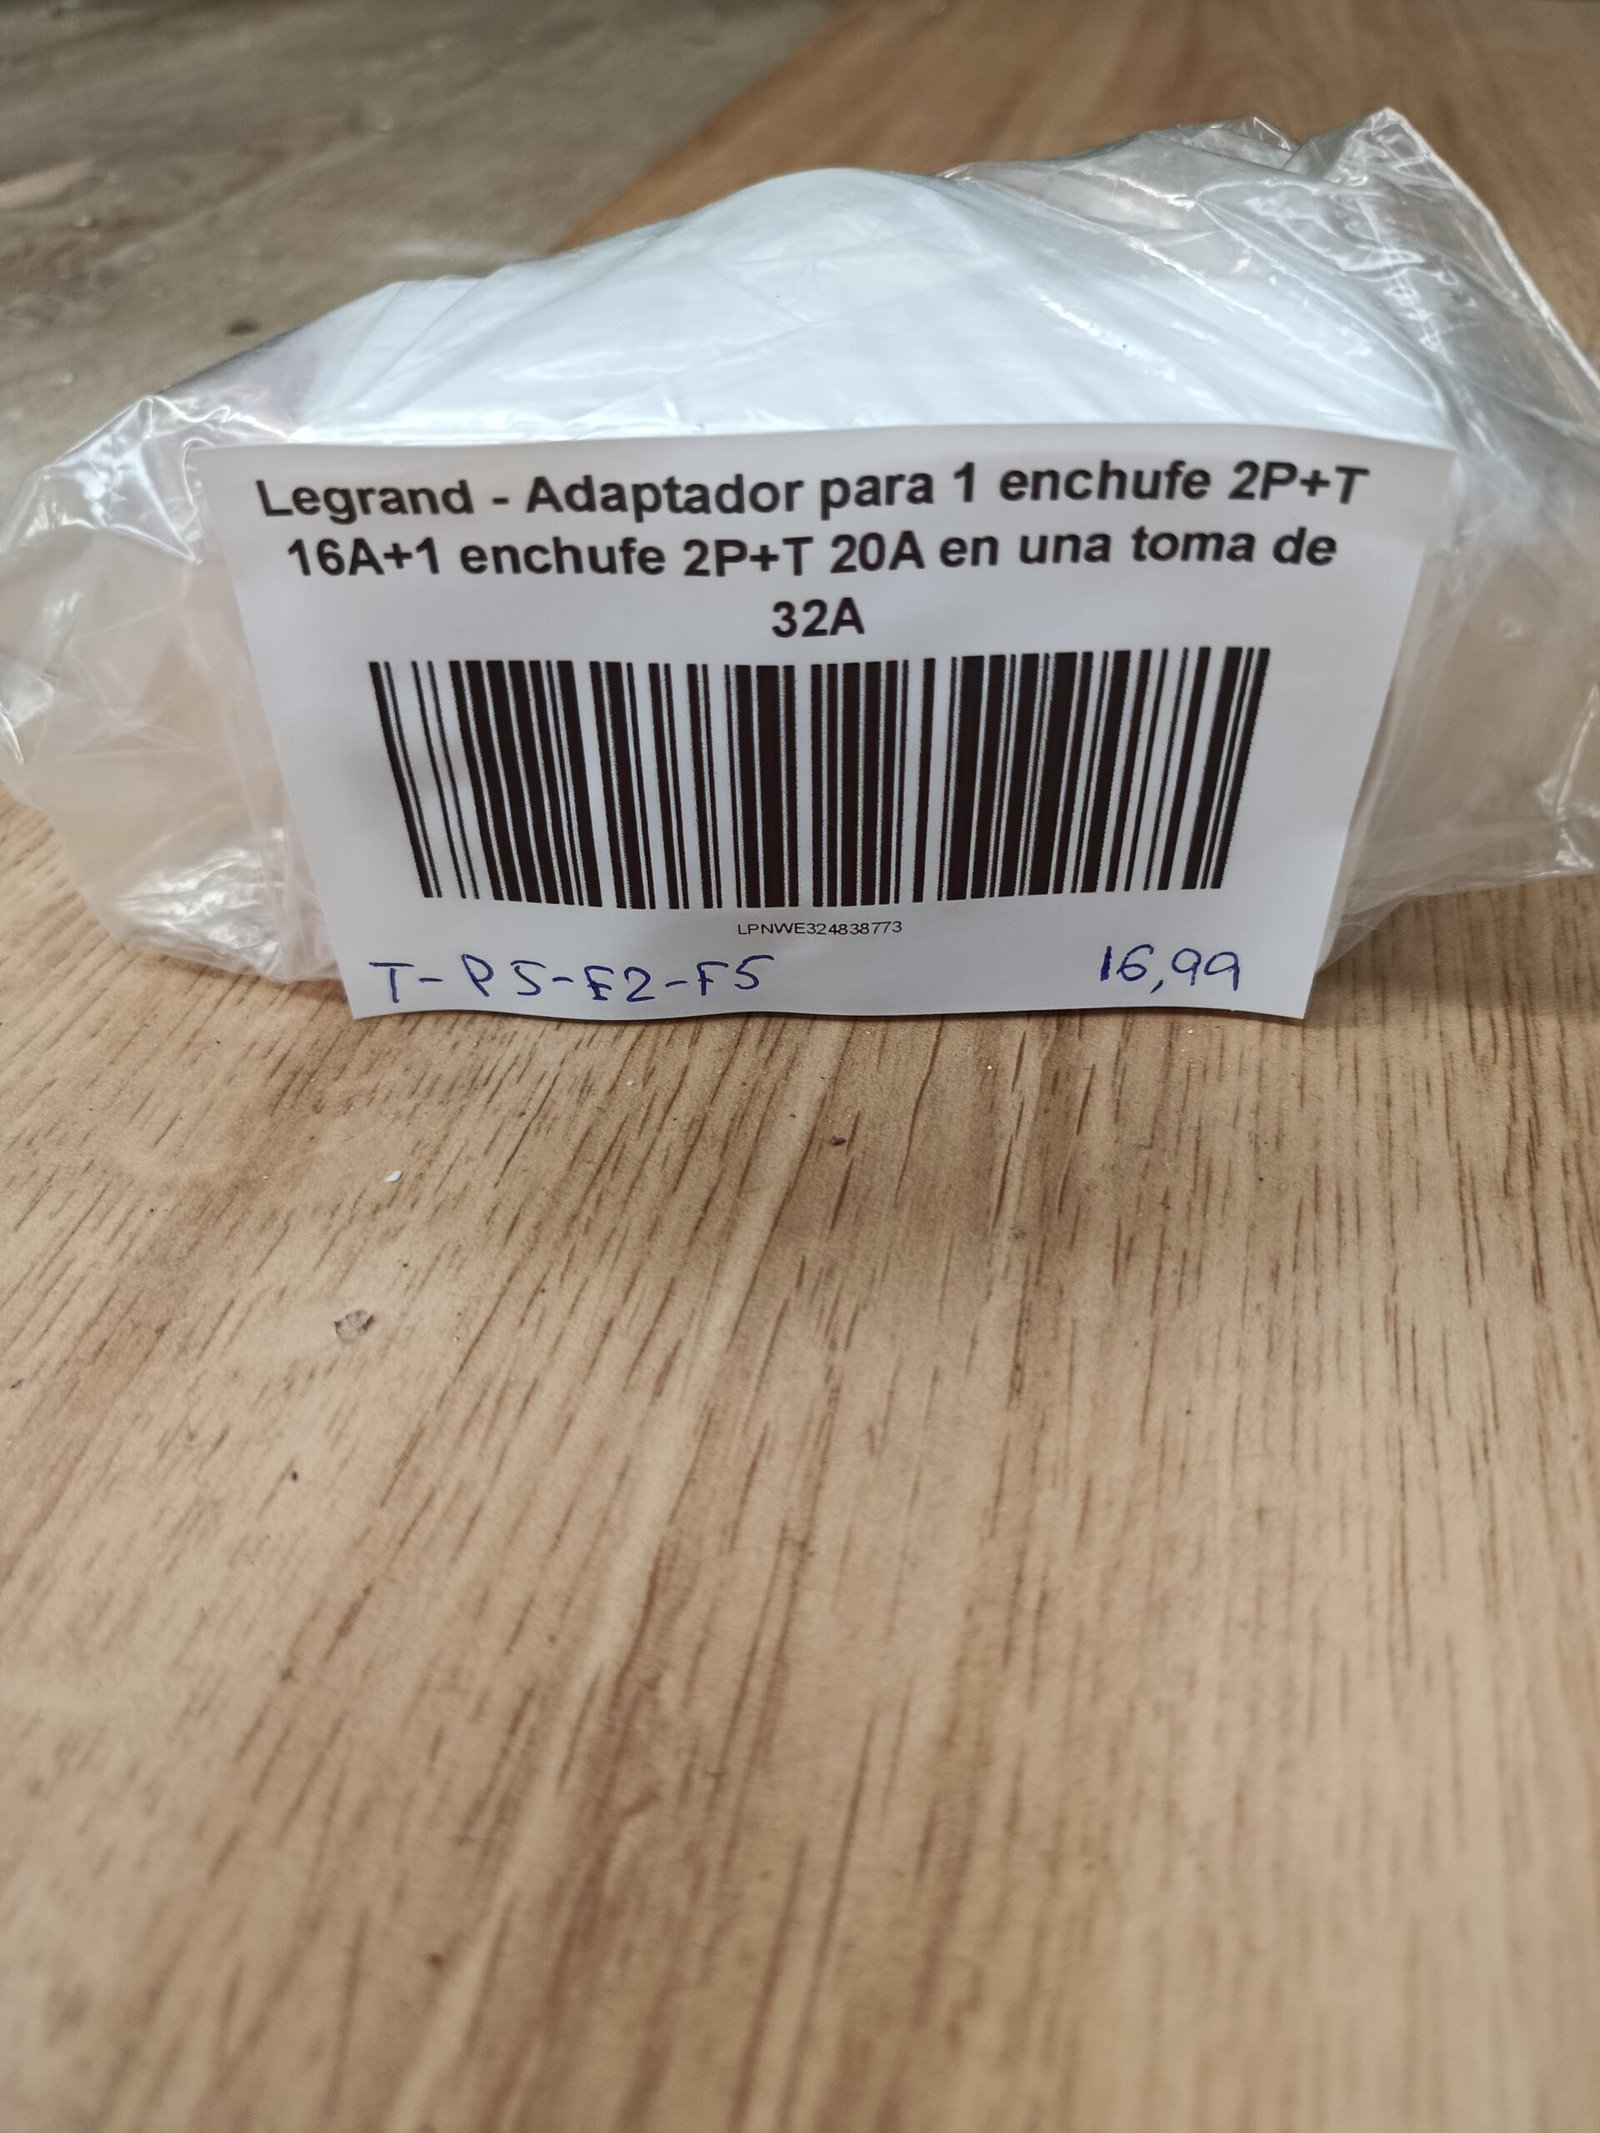 Legrand - Adaptador para 1 enchufe 2P+T
16A+1 enchufe 2P+T 20A en una toma de
32A
LPNWE324838773
T-P5-E2-F5 16,99